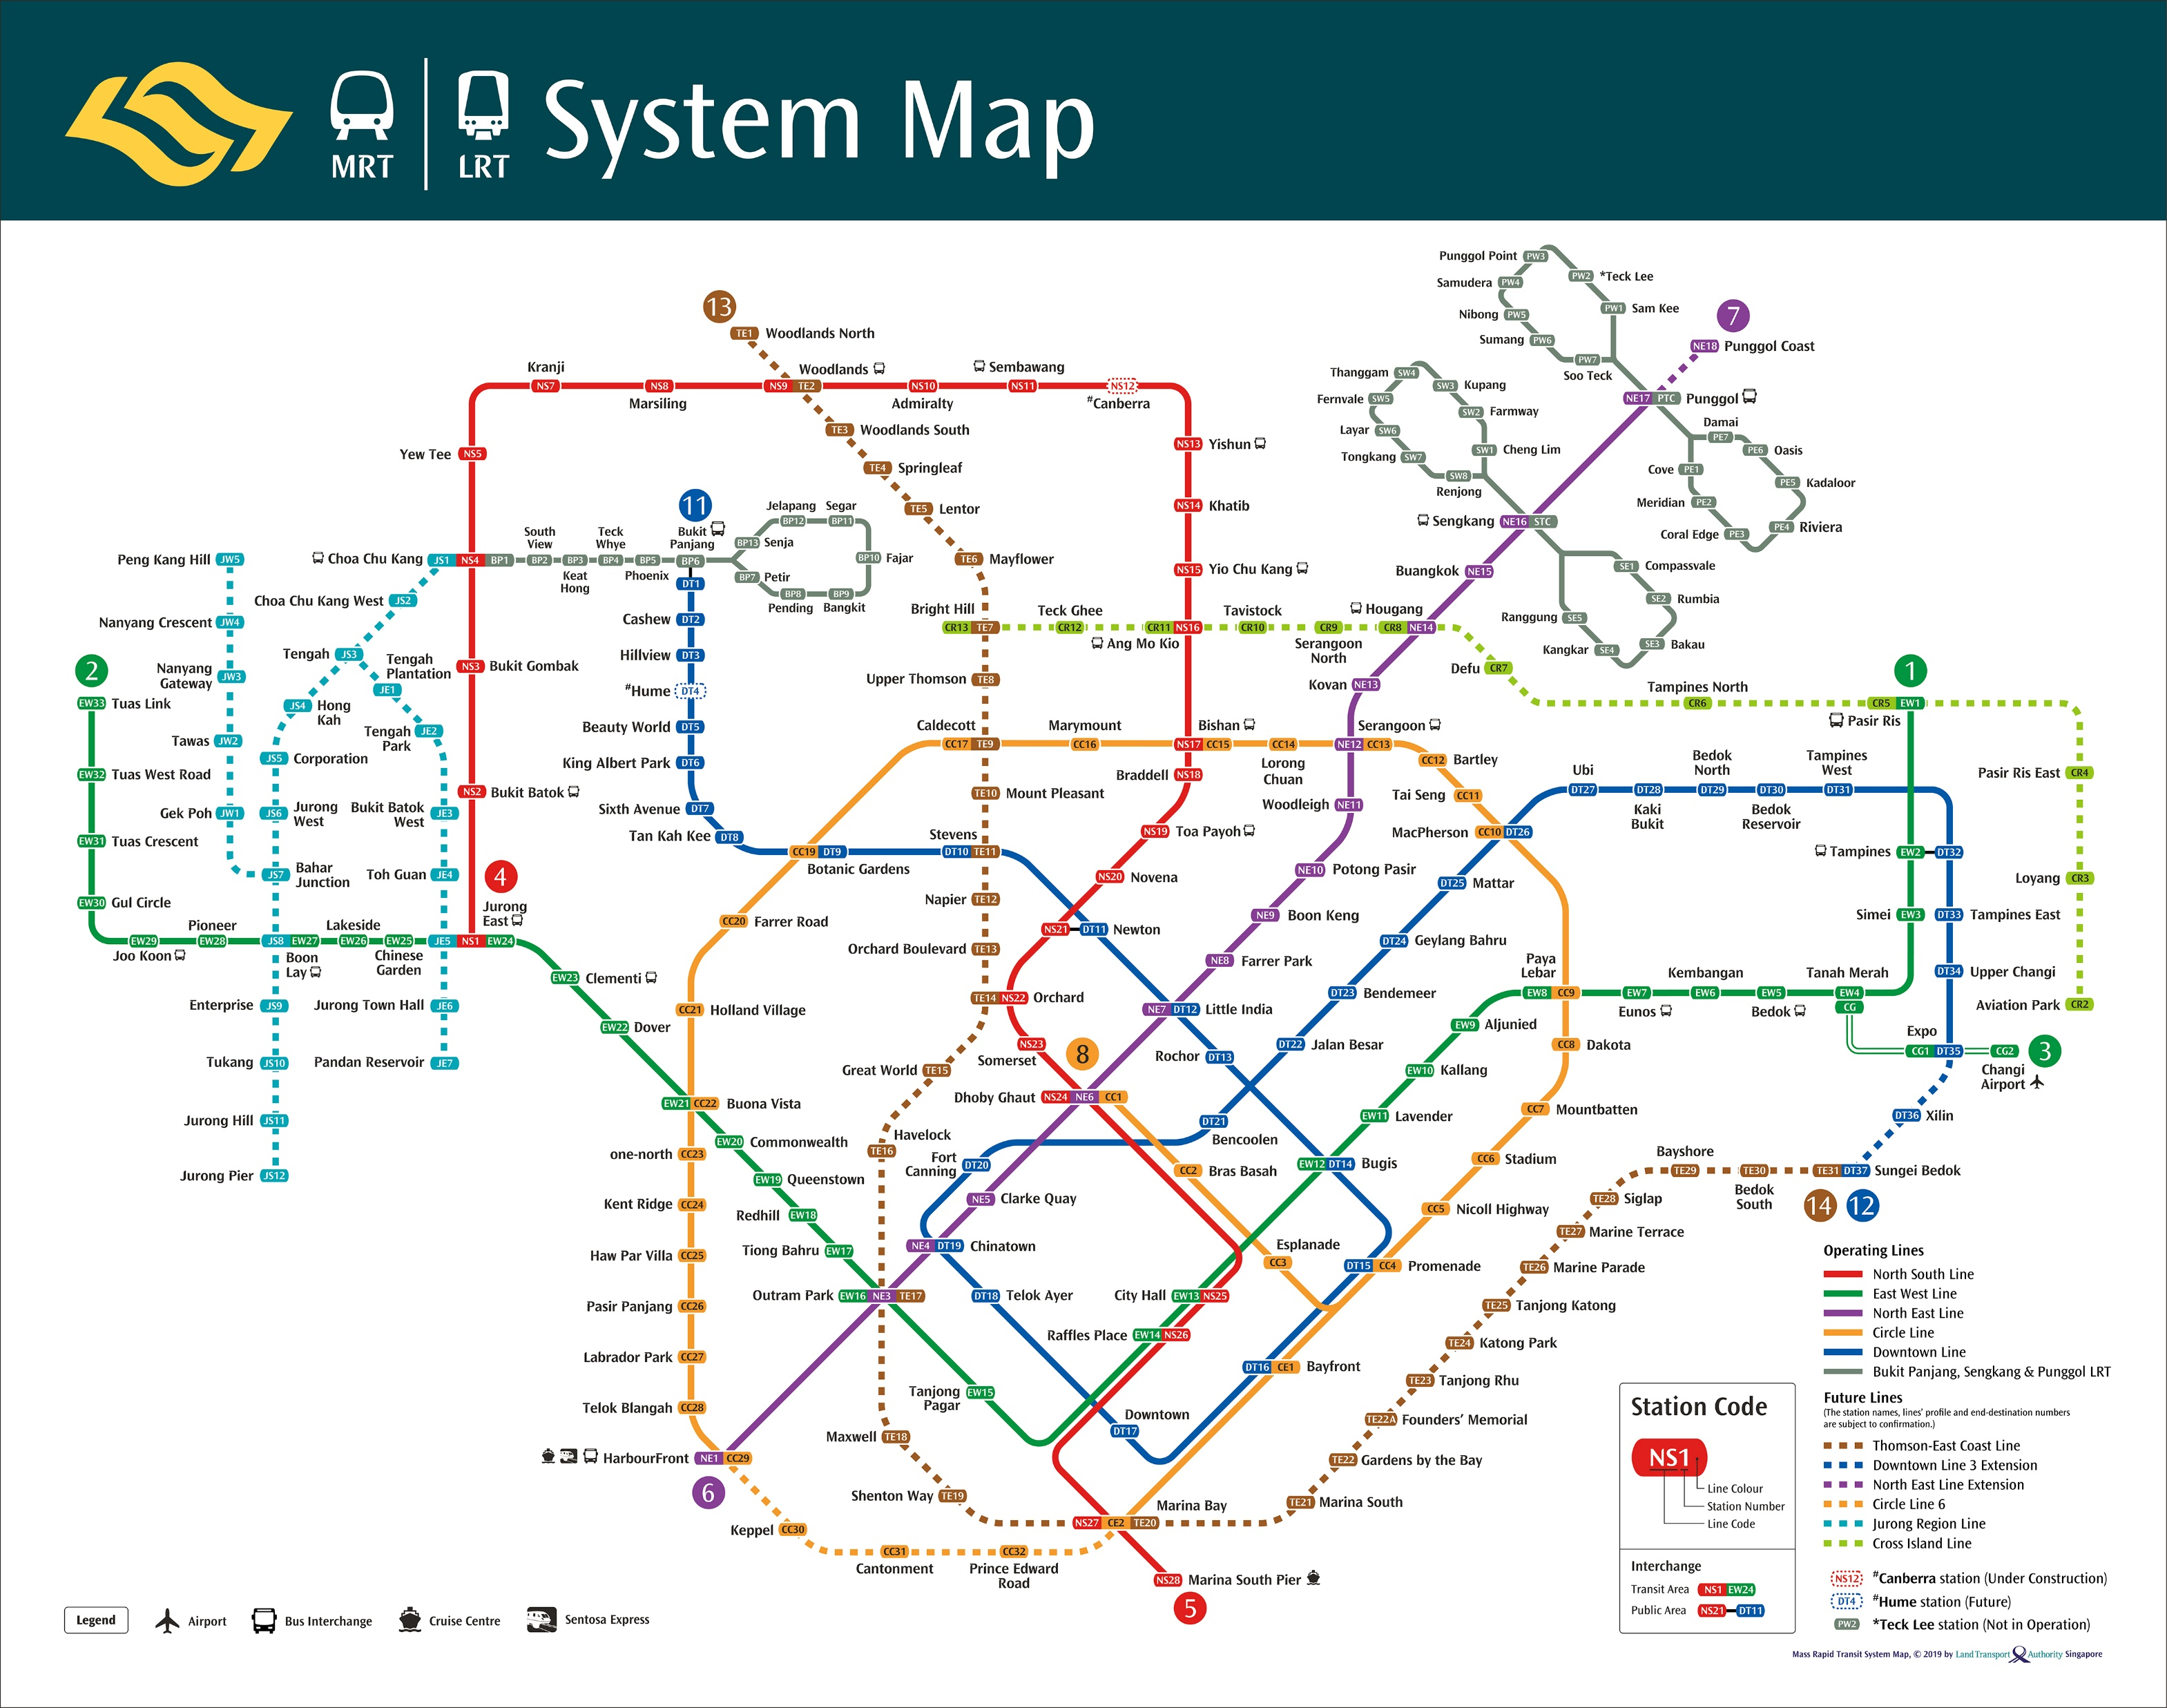 MRT
LRT
System Map
13
TE1 Woodlands North
Kranji
NS7
NS8
Marsiling
Woodlands
NS9 TE2
NS10
Admiralty
Sembawang
NS11
NS12
#Canberra
Yew Tee NS5
TE3 Woodlands South
TE4 Springleaf
TE5 Lentor
TE6 Mayflower
NS13 Yishun
NS14 Khatib
NS15 Yio Chu Kang
Punggol Point PW3
PW2 *Teck Lee
Samudera PW4
PW1 Sam Kee
Nibong PW5
Sumang PW6
PW7
Soo Teck
7
NE18 Punggol Coast
NE17 PTC Punggol
Thanggam SW4
SW3 Kupang
Fernvale SW5
SW2 Farmway
Layar SW6
SW1 Cheng Lim
Tongkang SW7
SW8
Renjong
Damai
PE7
PE6 Oasis
Cove PE1
PE5 Kadaloor
Meridian PE2
PE4 Riviera
Coral Edge PE3
Sengkang NE16 STC
SE1 Compassvale
SE2 Rumbia
Ranggung SE5
SE3 Bakau
Kangkar SE4
Buangkok NE15
11
Bukit
Panjang
BP6
DT1
Choa Chu Kang JS1 NS4 BP1
South
View
BP2
BP3
Keat
Hong
Teck
Whye
BP4
BP5
Phoenix
Jelapang
BP12
Segar
BP11
BP13 Senja
BP10 Fajar
BP7 Petir
BP8
Pending
BP9
Bangkit
Peng Kang Hill JW5
Nanyang Crescent JW4
Nanyang
Gateway JW3
Tawas JW2
Gek Poh JW1
Choa Chu Kang West JS2
Tengah JS3
Tengah
Plantation
JE1
JS4 Hong
Kah
Tengah
Park
JE2
JS5 Corporation
JS6 Jurong
West
Bukit Batok
West JE3
JS7 Bahar
Junction
Toh Guan JE4
NS3 Bukit Gombak
NS2 Bukit Batok
Cashew DT2
Hillview DT3
#Hume DT4
Beauty World DT5
King Albert Park DT6
Sixth Avenue DT7
Tan Kah Kee DT8
Bright Hill
CR13 TE7
Teck Ghee
CR12
CR11 NS16
Ang Mo Kio
Tavistock
CR10
CR9
Serangoon
North
Hougang
CR8 NE14
Defu CR7
Tampines North
CR6
1
CR5 EW1
Pasir Ris
Pasir Ris East CR4
Loyang CR3
Aviation Park CR2
Upper Thomson TE8
Kovan NE13
Caldecott
CC17 TE9
Marymount
CC16
Bishan
NS17 CC15
CC14
Lorong
Chuan
Serangoon
NE12 CC13
CC12 Bartley
Tai Seng CC11
MacPherson CC10 DT26
Braddell NS18
TE10 Mount Pleasant
NS19 Toa Payoh
Woodleigh NE11
NS20 Novena
NE10 Potong Pasir
NE9 Boon Keng
NE8 Farrer Park
Ubi
DT27
DT28
Kaki
Bukit
Bedok
North
DT29
DT30
Bedok
Reservoir
Tampines
West
DT31
Tampines EW2 DT32
Simei EW3
DT33 Tampines East
DT34 Upper Changi
DT25 Mattar
DT24 Geylang Bahru
DT23 Bendemeer
DT22 Jalan Besar
2
EW33 Tuas Link
EW32 Tuas West Road
EW31 Tuas Crescent
EW30 Gul Circle
EW29
Joo Koon
Pioneer
EW28
JS8 EW27
Boon
Lay
Lakeside
EW26
EW25
Chinese
Garden
4
Jurong
East
JE5 NS1 EW24
Enterprise JS9
Tukang JS10
Jurong Hill JS11
Jurong Pier JS12
Jurong Town Hall JE6
Pandan Reservoir JE7
EW23 Clementi
EW22 Dover
CC19 DT9
Botanic Gardens
Stevens
DT10 TE11
CC20 Farrer Road
CC21 Holland Village
Napier TE12
NS21 DT11 Newton
Orchard Boulevard TE13
TE14 NS22 Orchard
NS23
Somerset
NE7 DT12 Little India
Rochor DT13
8
Great World TE15
Dhoby Ghaut NS24 NE6 CC1
Paya
Lebar
EW8 CC9
EW7
Eunos
Kembangan
EW6
EW5
Bedok
Tanah Merah
EW4
CG
Expo
CG1 DT35
CG2
Changi
Airport
3
DT36 Xilin
EW9 Aljunied
EW10 Kallang
EW11 Lavender
CC8 Dakota
CC7 Mountbatten
CC6 Stadium
CC5 Nicoll Highway
EW21 CC22 Buona Vista
EW20 Commonwealth
EW19 Queenstown
Redhill EW18
Tiong Bahru EW17
one-north CC23
Kent Ridge CC24
Haw Par Villa CC25
Pasir Panjang CC26
Labrador Park CC27
Telok Blangah CC28
HarbourFront NE1 CC29
6
Havelock
TE16
Fort
Canning
DT20
DT21
Bencoolen
CC2 Bras Basah
EW12 DT14 Bugis
NE5 Clarke Quay
NE4 DT19 Chinatown
Outram Park EW16 NE3 TE17
DT18 Telok Ayer
Esplanade
CC3
DT15 CC4 Promenade
City Hall EW13 NS25
Raffles Place EW14 NS26
DT16 CE1 Bayfront
Tanjong
Pagar
EW15
Downtown
DT17
Maxwell TE18
Shenton Way TE19
Marina Bay
NS27 CE2 TE20
Keppel CC30
CC31
Cantonment
CC32
Prince Edward
Road
NS28 Marina South Pier
5
Bayshore
TE29
TE30
Bedok
South
TE31 DT37 Sungei Bedok
14
12
TE28 Siglap
TE27 Marine Terrace
TE26 Marine Parade
TE25 Tanjong Katong
TE24 Katong Park
TE23 Tanjong Rhu
TE22A Founders' Memorial
TE22 Gardens by the Bay
TE21 Marina South
Operating Lines
North South Line
East West Line
North East Line
Circle Line
Downtown Line
Bukit Panjang, Sengkang & Punggol LRT
Future Lines
(The station names, lines' profile and end-destination numbers
are subject to confirmation.)
Thomson-East Coast Line
Downtown Line 3 Extension
North East Line Extension
Circle Line 6
Jurong Region Line
Cross Island Line
NS12 #Canberra station (Under Construction)
DT4 #Hume station (Future)
PW2 *Teck Lee station (Not in Operation)
Station Code
NS1
Line Colour
Station Number
Line Code
Interchange
Transit Area NS1 EW24
Public Area NS21 DT11
Legend
Airport
Bus Interchange
Cruise Centre
Sentosa Express
Mass Rapid Transit System Map, © 2019 by Land Transport Authority Singapore